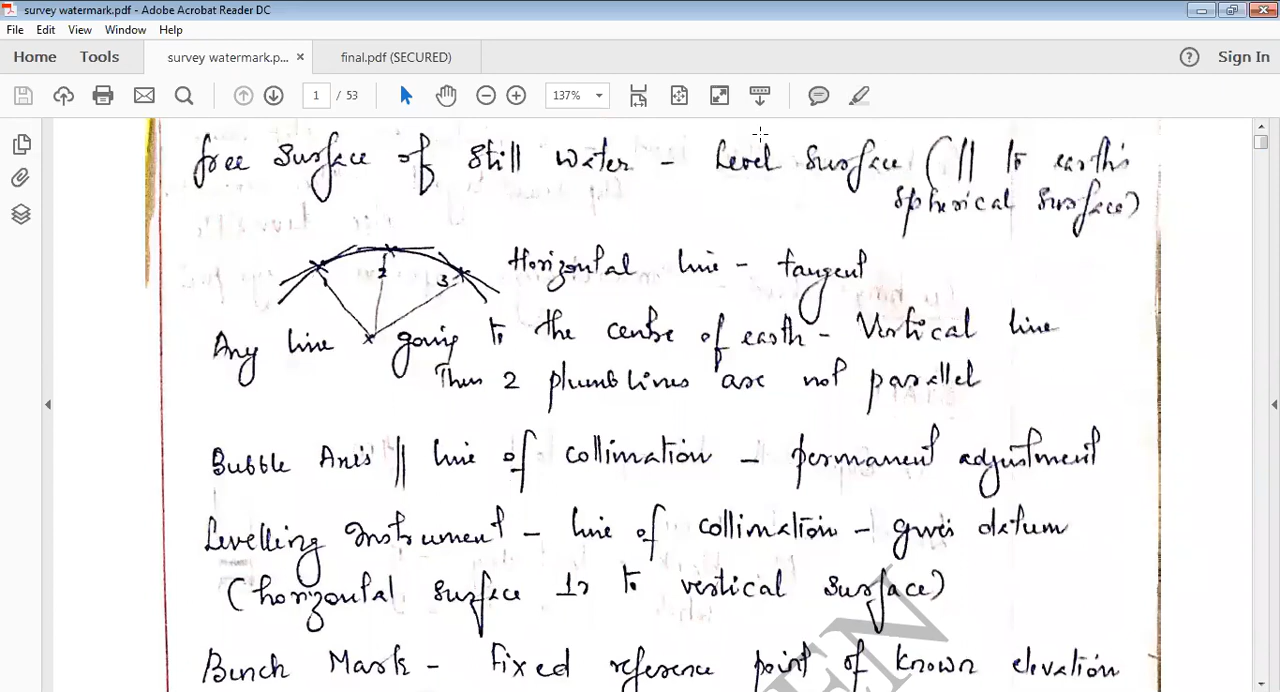 survey watermark.pdf - Adobe Acrobat Reader DC
File Edit View Window Help
Home Tools survey watermark.p... × final.pdf (SECURED) Sign In
1 / 53 137%
free Surface of Still Water - Level Surface (|| to earth's
Spherical Surface)
1 2 3 Horizontal line - tangent
Any line going to the centre of earth - Vertical line
Thus 2 plumb lines are not parallel
Bubble Axis || line of collimation - permanent adjustment
Levelling Instrument - line of collimation - gives datum
(horizontal surface ⊥r to vertical surface)
Bench Mark - Fixed reference point of known elevation